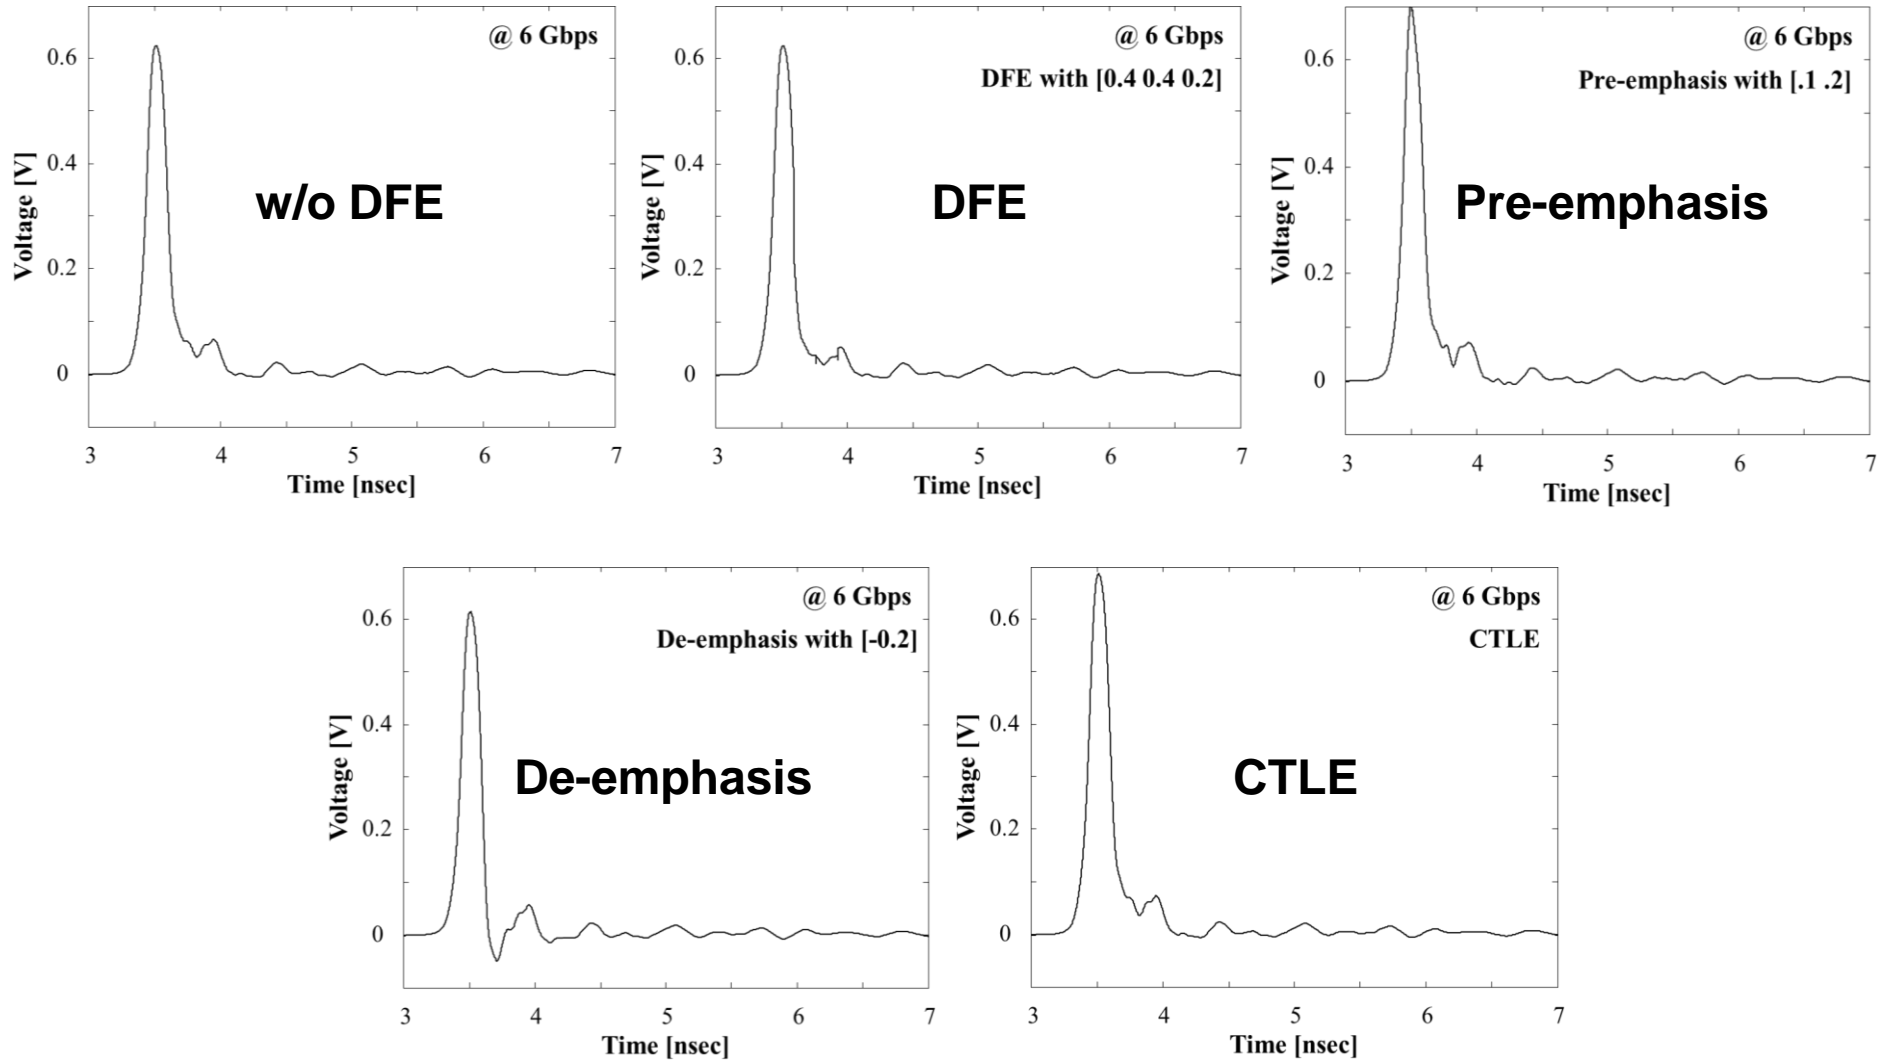 @ 6 Gbps
0.6
0.4
0.2
0
Voltage [V]
w/o DFE
3 4 5 6 7
Time [nsec]
@ 6 Gbps
DFE with [0.4 0.4 0.2]
0.6
0.4
0.2
0
Voltage [V]
DFE
3 4 5 6 7
Time [nsec]
@ 6 Gbps
Pre-emphasis with [.1 .2]
0.6
0.4
0.2
0
Voltage [V]
Pre-emphasis
3 4 5 6 7
Time [nsec]
@ 6 Gbps
De-emphasis with [-0.2]
0.6
0.4
0.2
0
Voltage [V]
De-emphasis
3 4 5 6 7
Time [nsec]
@ 6 Gbps
CTLE
0.6
0.4
0.2
0
Voltage [V]
CTLE
3 4 5 6 7
Time [nsec]